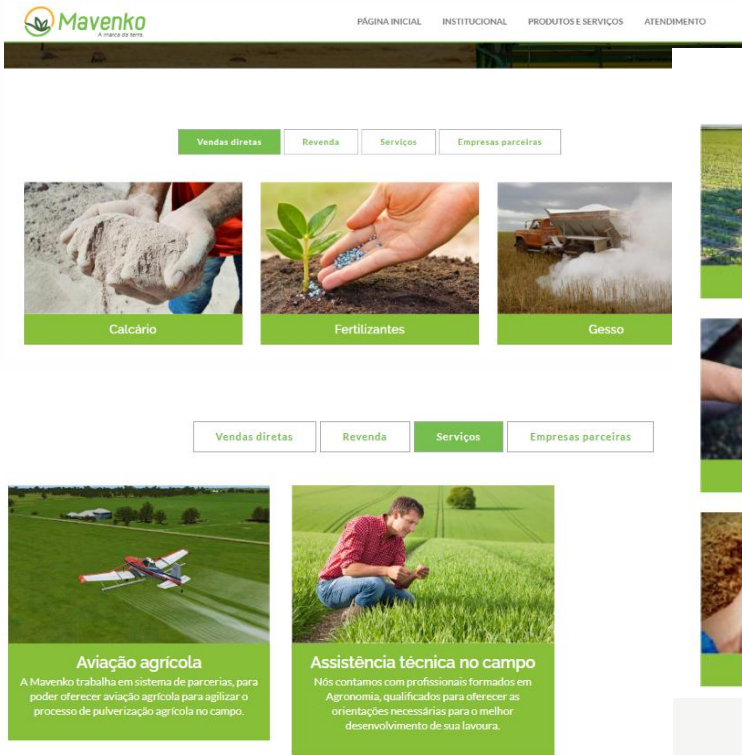 Mavenko
A marca da terra.
PÁGINA INICIAL INSTITUCIONAL PRODUTOS E SERVIÇOS ATENDIMENTO
Vendas diretas Revenda Serviços Empresas parceiras
Calcário Fertilizantes Gesso
Vendas diretas Revenda Serviços Empresas parceiras
Aviação agrícola
A Mavenko trabalha em sistema de parcerias, para
poder oferecer aviação agrícola para agilizar o
processo de pulverização agrícola no campo.
Assistência técnica no campo
Nós contamos com profissionais formados em
Agronomia, qualificados para oferecer as
orientações necessárias para o melhor
desenvolvimento de sua lavoura.